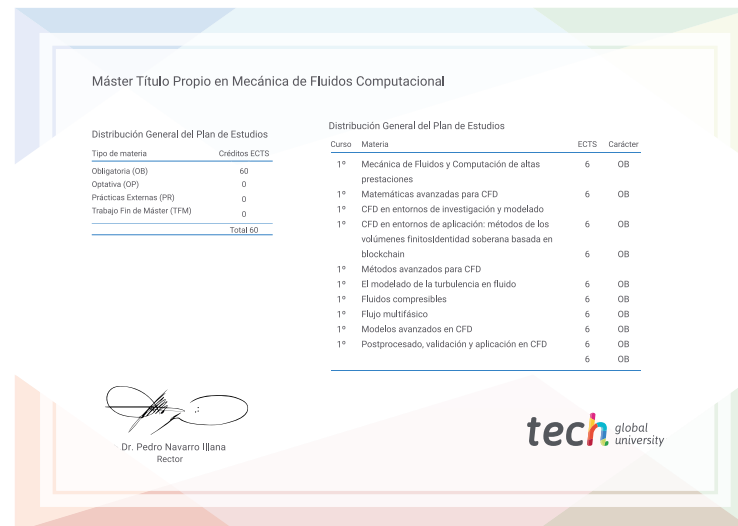 Máster Título Propio en Mecánica de Fluidos Computacional
Distribución General del Plan de Estudios
Tipo de materia Créditos ECTS
Obligatoria (OB) 60
Optativa (OP) 0
Prácticas Externas (PR) 0
Trabajo Fin de Máster (TFM) 0
Total 60
Distribución General del Plan de Estudios
Curso Materia ECTS Carácter
1º Mecánica de Fluidos y Computación de altas 6 OB
prestaciones
1º Matemáticas avanzadas para CFD 6 OB
1º CFD en entornos de investigación y modelado
1º CFD en entornos de aplicación: métodos de los 6 OB
volúmenes finitosIdentidad soberana basada en
blockchain 6 OB
1º Métodos avanzados para CFD
1º El modelado de la turbulencia en fluido 6 OB
1º Fluidos compresibles 6 OB
1º Flujo multifásico 6 OB
1º Modelos avanzados en CFD 6 OB
1º Postprocesado, validación y aplicación en CFD 6 OB
6 OB
Dr. Pedro Navarro Illana
Rector
tech global
university